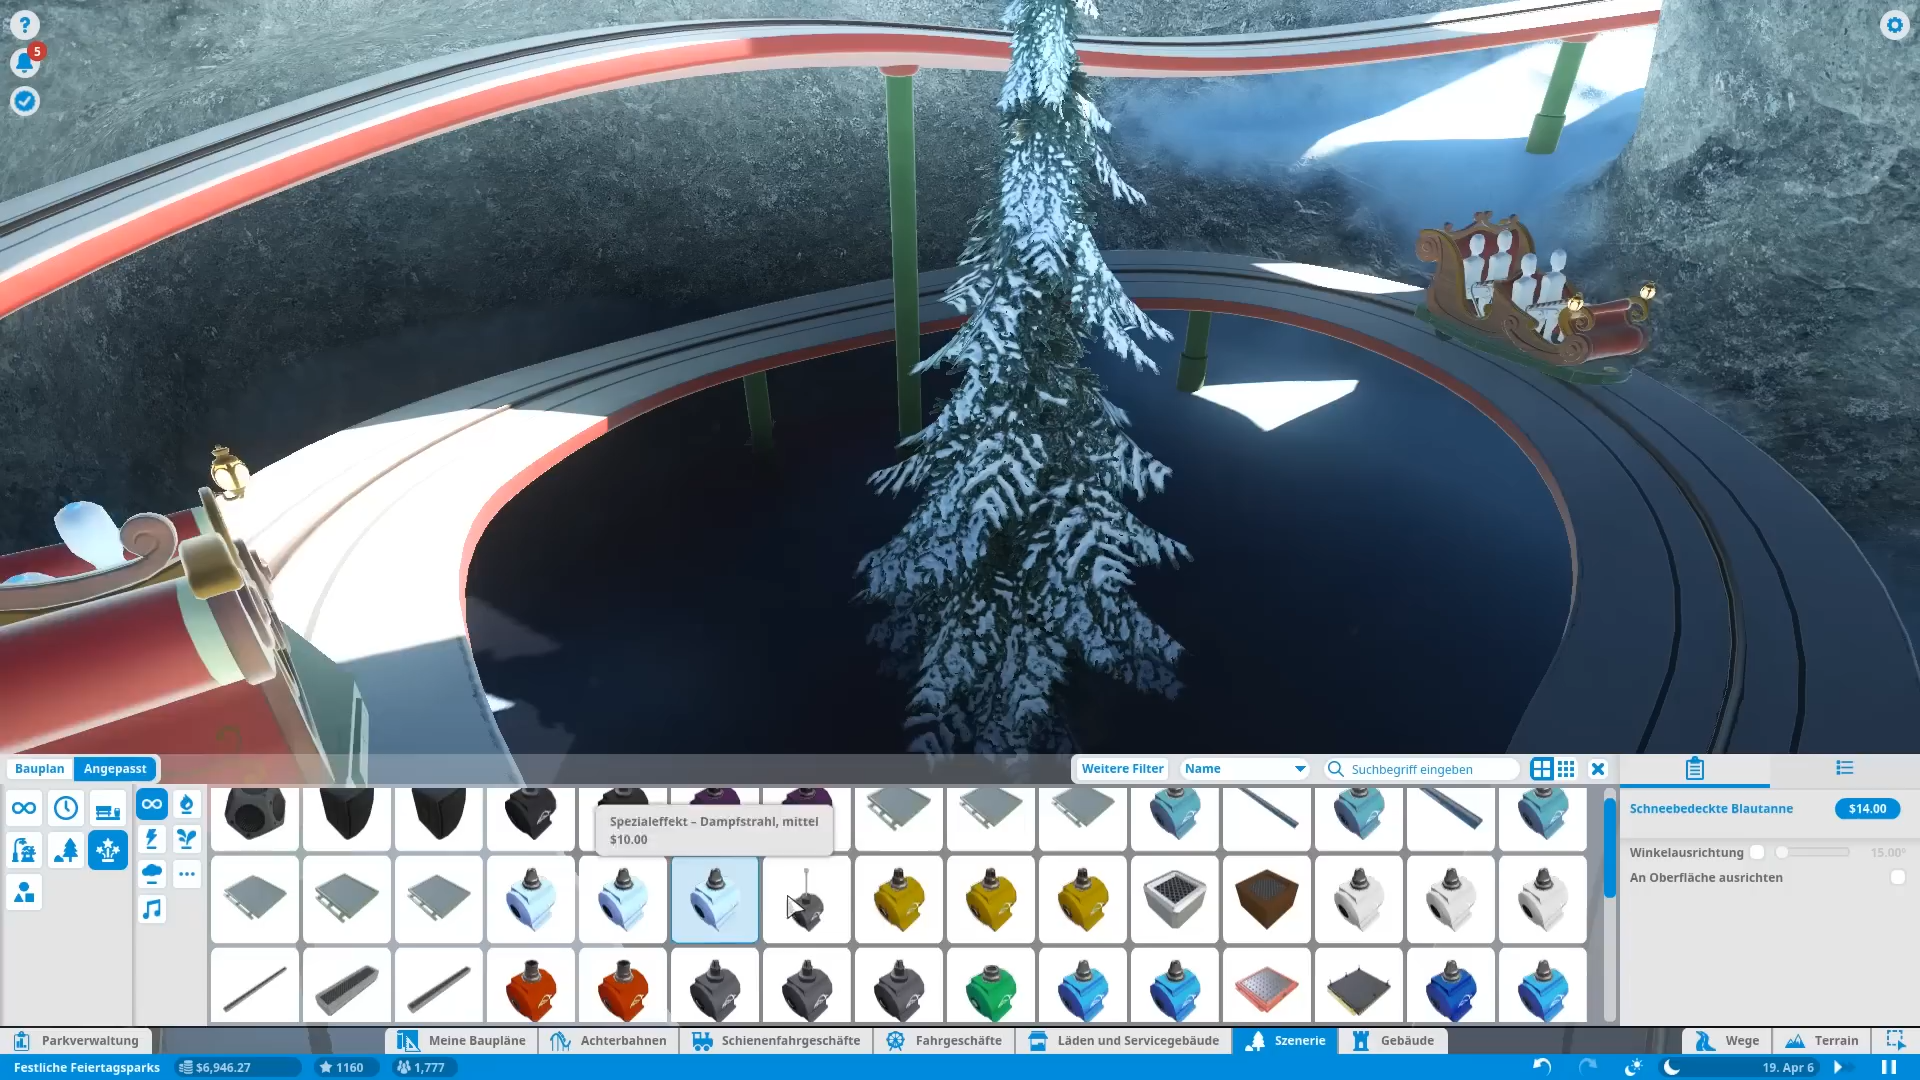 ?
5
Bauplan
Angepasst
Weitere Filter
Name
Suchbegriff eingeben
Spezialeffekt – Dampfstrahl, mittel
$10.00
Schneebedeckte Blautanne
$14.00
Winkelausrichtung
15.00°
An Oberfläche ausrichten
Parkverwaltung
Meine Baupläne
Achterbahnen
Schienenfahrgeschäfte
Fahrgeschäfte
Läden und Servicegebäude
Szenerie
Gebäude
Wege
Terrain
Festliche Feiertagsparks
$6,946.27
1160
1,777
19. Apr 6